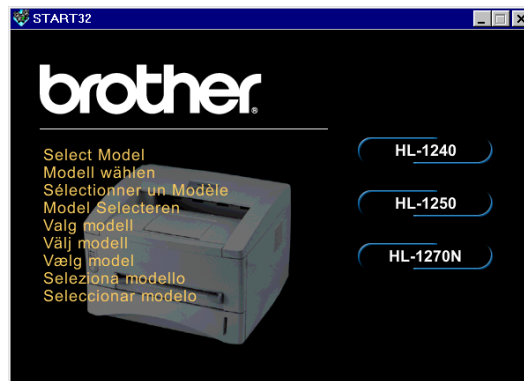 START32
brother®
Select Model
Modell wählen
Sélectionner un Modèle
Model Selecteren
Valg modell
Välj modell
Vælg model
Seleziona modello
Seleccionar modelo
HL-1240
HL-1250
HL-1270N